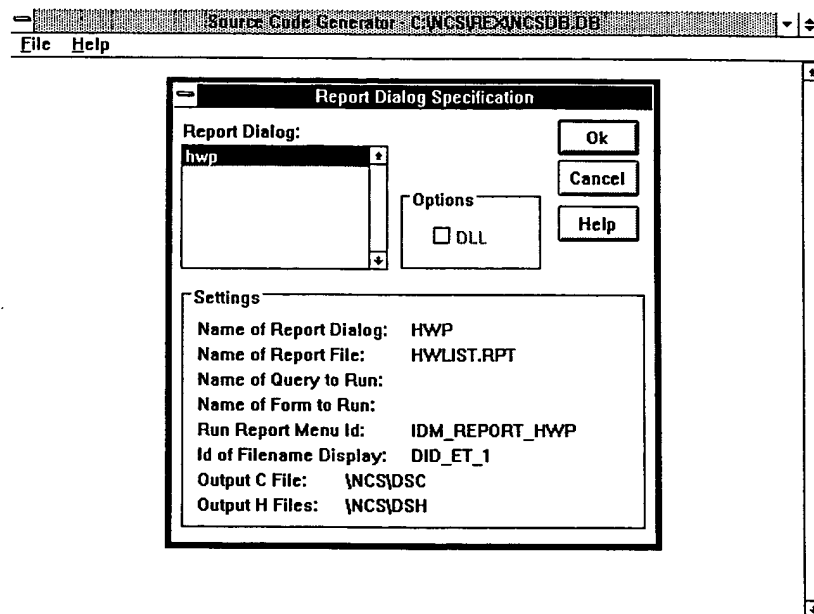 Source Code Generator - C:\NCS\REX\NCSDB.DB
File Help
Report Dialog Specification
Report Dialog:
hwp
Ok
Cancel
Options
Help
DLL
Settings
Name of Report Dialog: HWP
Name of Report File: HWLIST.RPT
Name of Query to Run:
Name of Form to Run:
Run Report Menu Id: IDM_REPORT_HWP
Id of Filename Display: DID_ET_1
Output C File: \NCS\DSC
Output H Files: \NCS\DSH